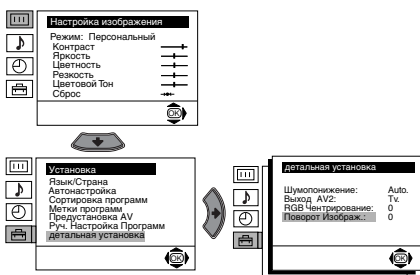 Настройка изображения
Режим: Персональный
Контраст
Яркость
Цветность
Резкость
Цветовой Тон
Сброс
OK
Установка
Язык/Страна
Автонастройка
Сортировка программ
Метки программ
Предустановка AV
Руч. Настройка Программ
детальная установка
OK
детальная установка
Шумопонижение: Auto.
Выход AV2: Tv.
RGB Чентрирование: 0
Поворот Изображ.: 0
OK